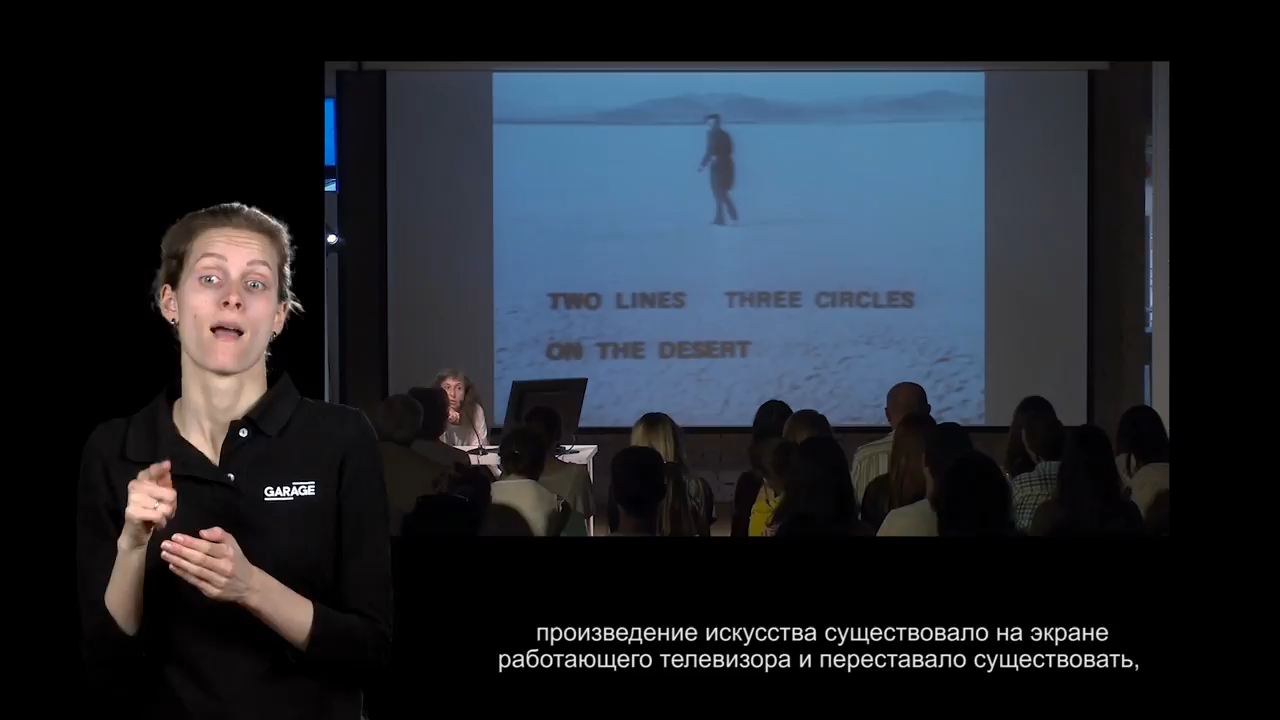 TWO LINES THREE CIRCLES
ON THE DESERT
GARAGE
произведение искусства существовало на экране
работающего телевизора и переставало существовать,